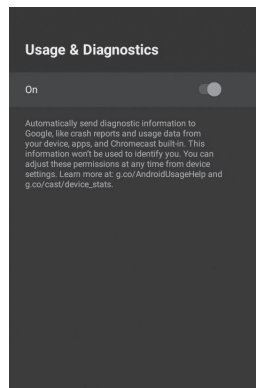 Usage & Diagnostics
On
Automatically send diagnostic information to
Google, like crash reports and usage data from
your device, apps, and Chromecast built-in. This
information won't be used to identify you. You can
adjust these permissions at any time from device
settings. Learn more at: g.co/AndroidUsageHelp and
g.co/cast/device_stats.